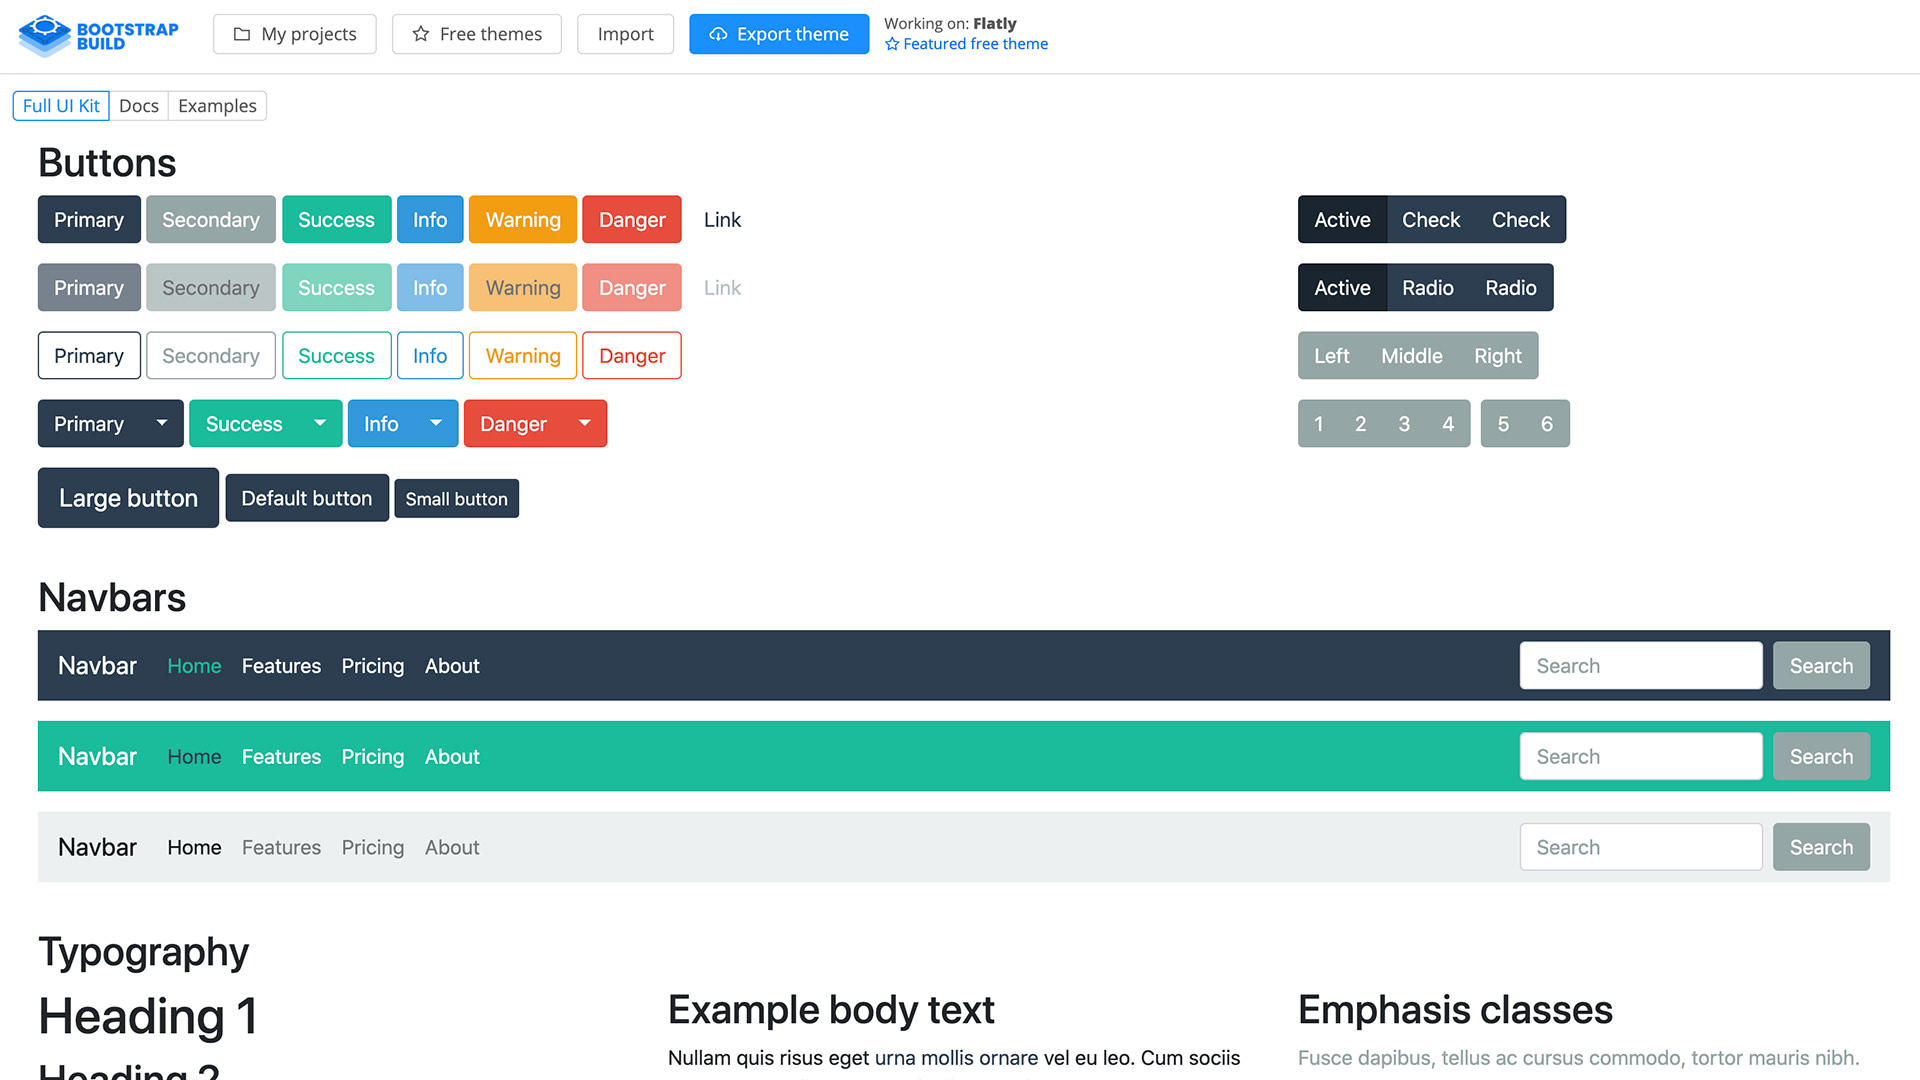 BOOTSTRAP
BUILD
My projects
Free themes
Import
Export theme
Working on: Flatly
Featured free theme
Full UI Kit Docs Examples
Buttons
Primary Secondary Success Info Warning Danger Link
Active Check Check
Primary Secondary Success Info Warning Danger Link
Active Radio Radio
Primary Secondary Success Info Warning Danger
Left Middle Right
Primary Success Info Danger
1 2 3 4 5 6
Large button Default button Small button
Navbars
Navbar Home Features Pricing About Search Search
Navbar Home Features Pricing About Search Search
Navbar Home Features Pricing About Search Search
Typography
Heading 1
Heading 2
Example body text
Nullam quis risus eget urna mollis ornare vel eu leo. Cum sociis
Emphasis classes
Fusce dapibus, tellus ac cursus commodo, tortor mauris nibh.